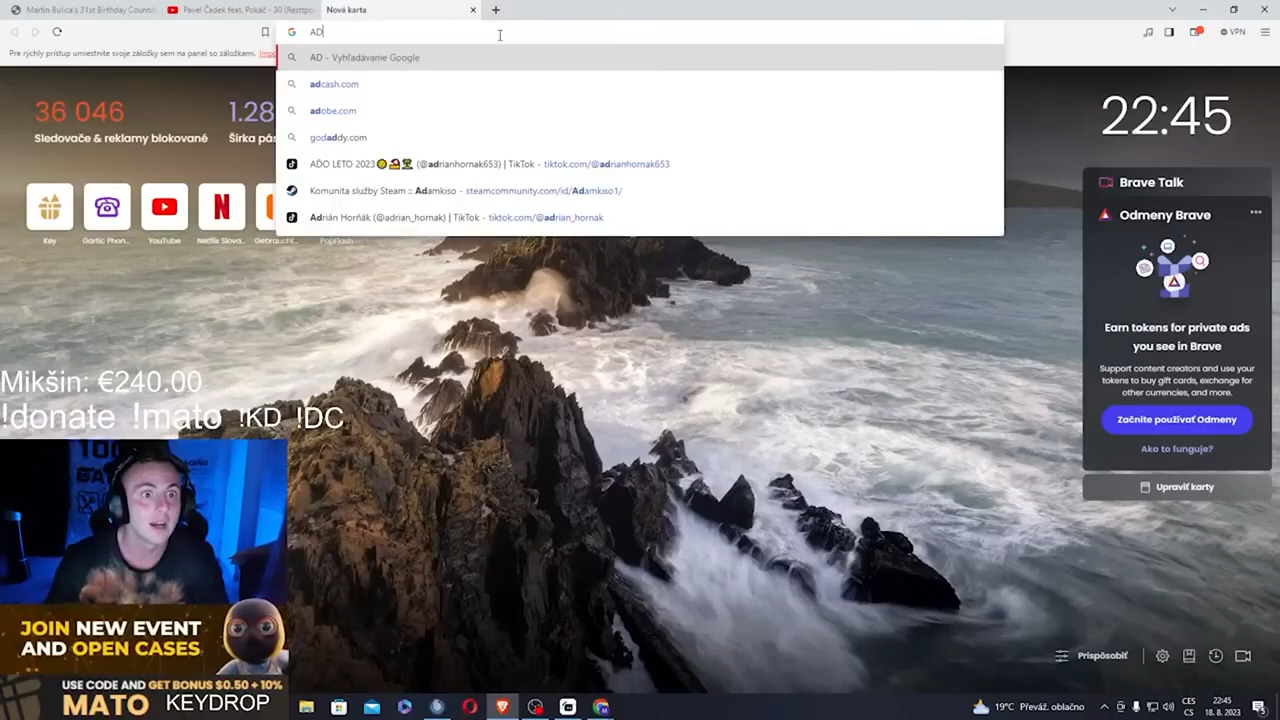 Martin Bulica's 31st Birthday Countd
Pavel Čadek feat. Pokáč - 30 (Restpo
Nová karta
AD
VPN
Pre rýchly prístup umiestnite svoje záložky sem na panel so záložkami. Impo
AD - Vyhľadávanie Google
adcash.com
adobe.com
godaddy.com
AĎO LETO 2023 (@adrianhornak653) | TikTok - tiktok.com/@adrianhornak653
Komunita služby Steam :: Adamkiso - steamcommunity.com/id/Adamkiso1/
Adrián Horňák (@adrian_hornak) | TikTok - tiktok.com/@adrian_hornak
36 046
Sledovače & reklamy blokované
1.28
Šírka pás
22:45
Key
Gartic Phon...
YouTube
Netflix Slova...
Gebraucht...
PopFlash
Brave Talk
Odmeny Brave
Earn tokens for private ads
you see in Brave
Support content creators and use your
tokens to buy gift cards, exchange for
other currencies, and more.
Začnite používať Odmeny
Ako to funguje?
Upraviť karty
Mikšin: €240.00
!donate !mato !KD !DC
JOIN NEW EVENT
AND OPEN CASES
USE CODE AND GET BONUS $0.50 + 10%
MATO KEYDROP
Prispôsobiť
19°C Převáž. oblačno
CES
CS
22:45
18. 8. 2023